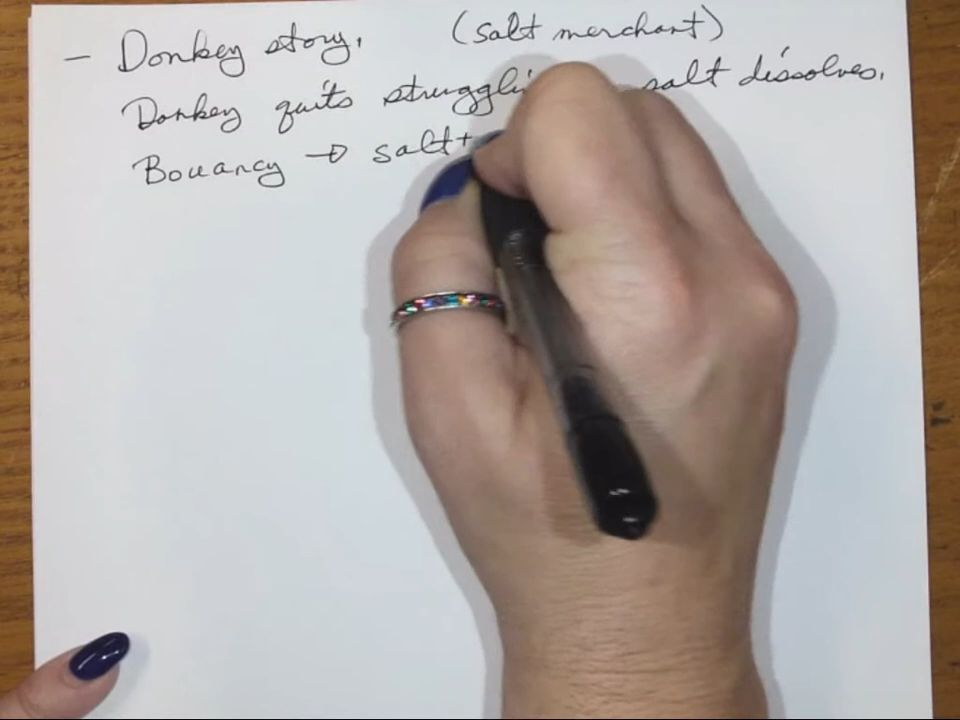 - Donkey story. (salt merchant)
Donkey quits struggli salt dissolves.
Bouancy → salt+